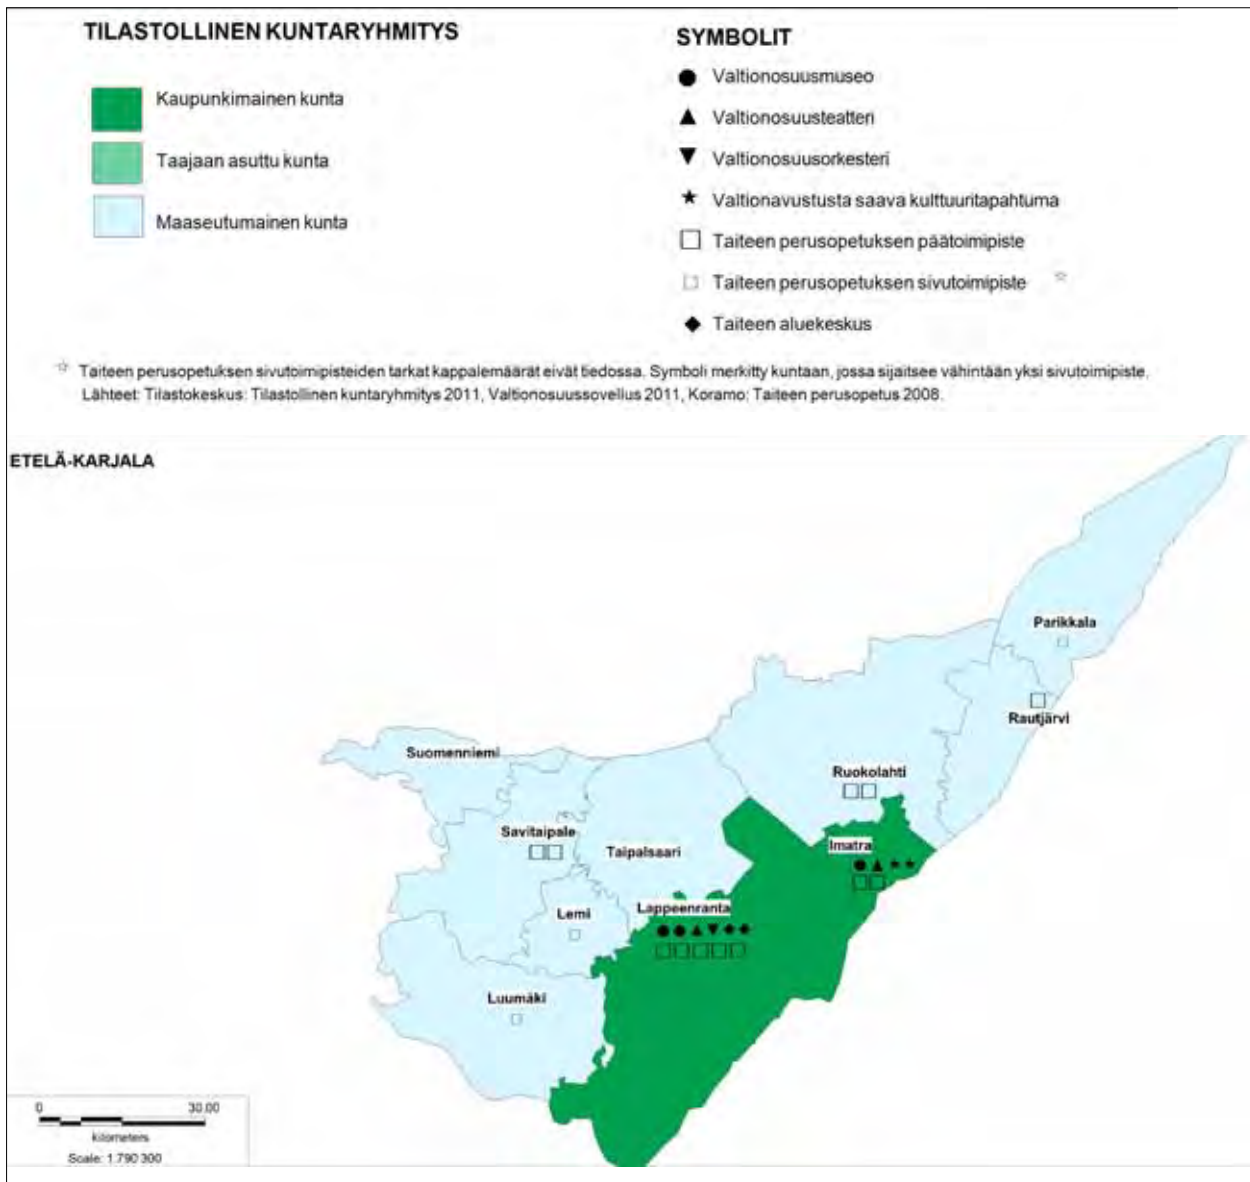 TILASTOLLINEN KUNTARYHMITYS
Kaupunkimainen kunta
Taajaan asuttu kunta
Maaseutumainen kunta
SYMBOLIT
Valtionosuusmuseo
Valtionosuusteatteri
Valtionosuusorkesteri
Valtionavustusta saava kulttuuritapahtuma
Taiteen perusopetuksen päätoimipiste
Taiteen perusopetuksen sivutoimipiste ☆
Taiteen aluekeskus
☆ Taiteen perusopetuksen sivutoimipisteiden tarkat kappalemäärät eivät tiedossa. Symboli merkitty kuntaan, jossa sijaitsee vähintään yksi sivutoimipiste.
Lähteet: Tilastokeskus: Tilastollinen kuntaryhmitys 2011, Valtionosuussovellus 2011, Koramo: Taiteen perusopetus 2008.
ETELÄ-KARJALA
Parikkala
Rautjärvi
Suomenniemi
Ruokolahti
Savitaipale
Taipalsaari
Imatra
Lemi
Lappeenranta
Luumäki
0 30,00
kilometers
Scale: 1:790 300